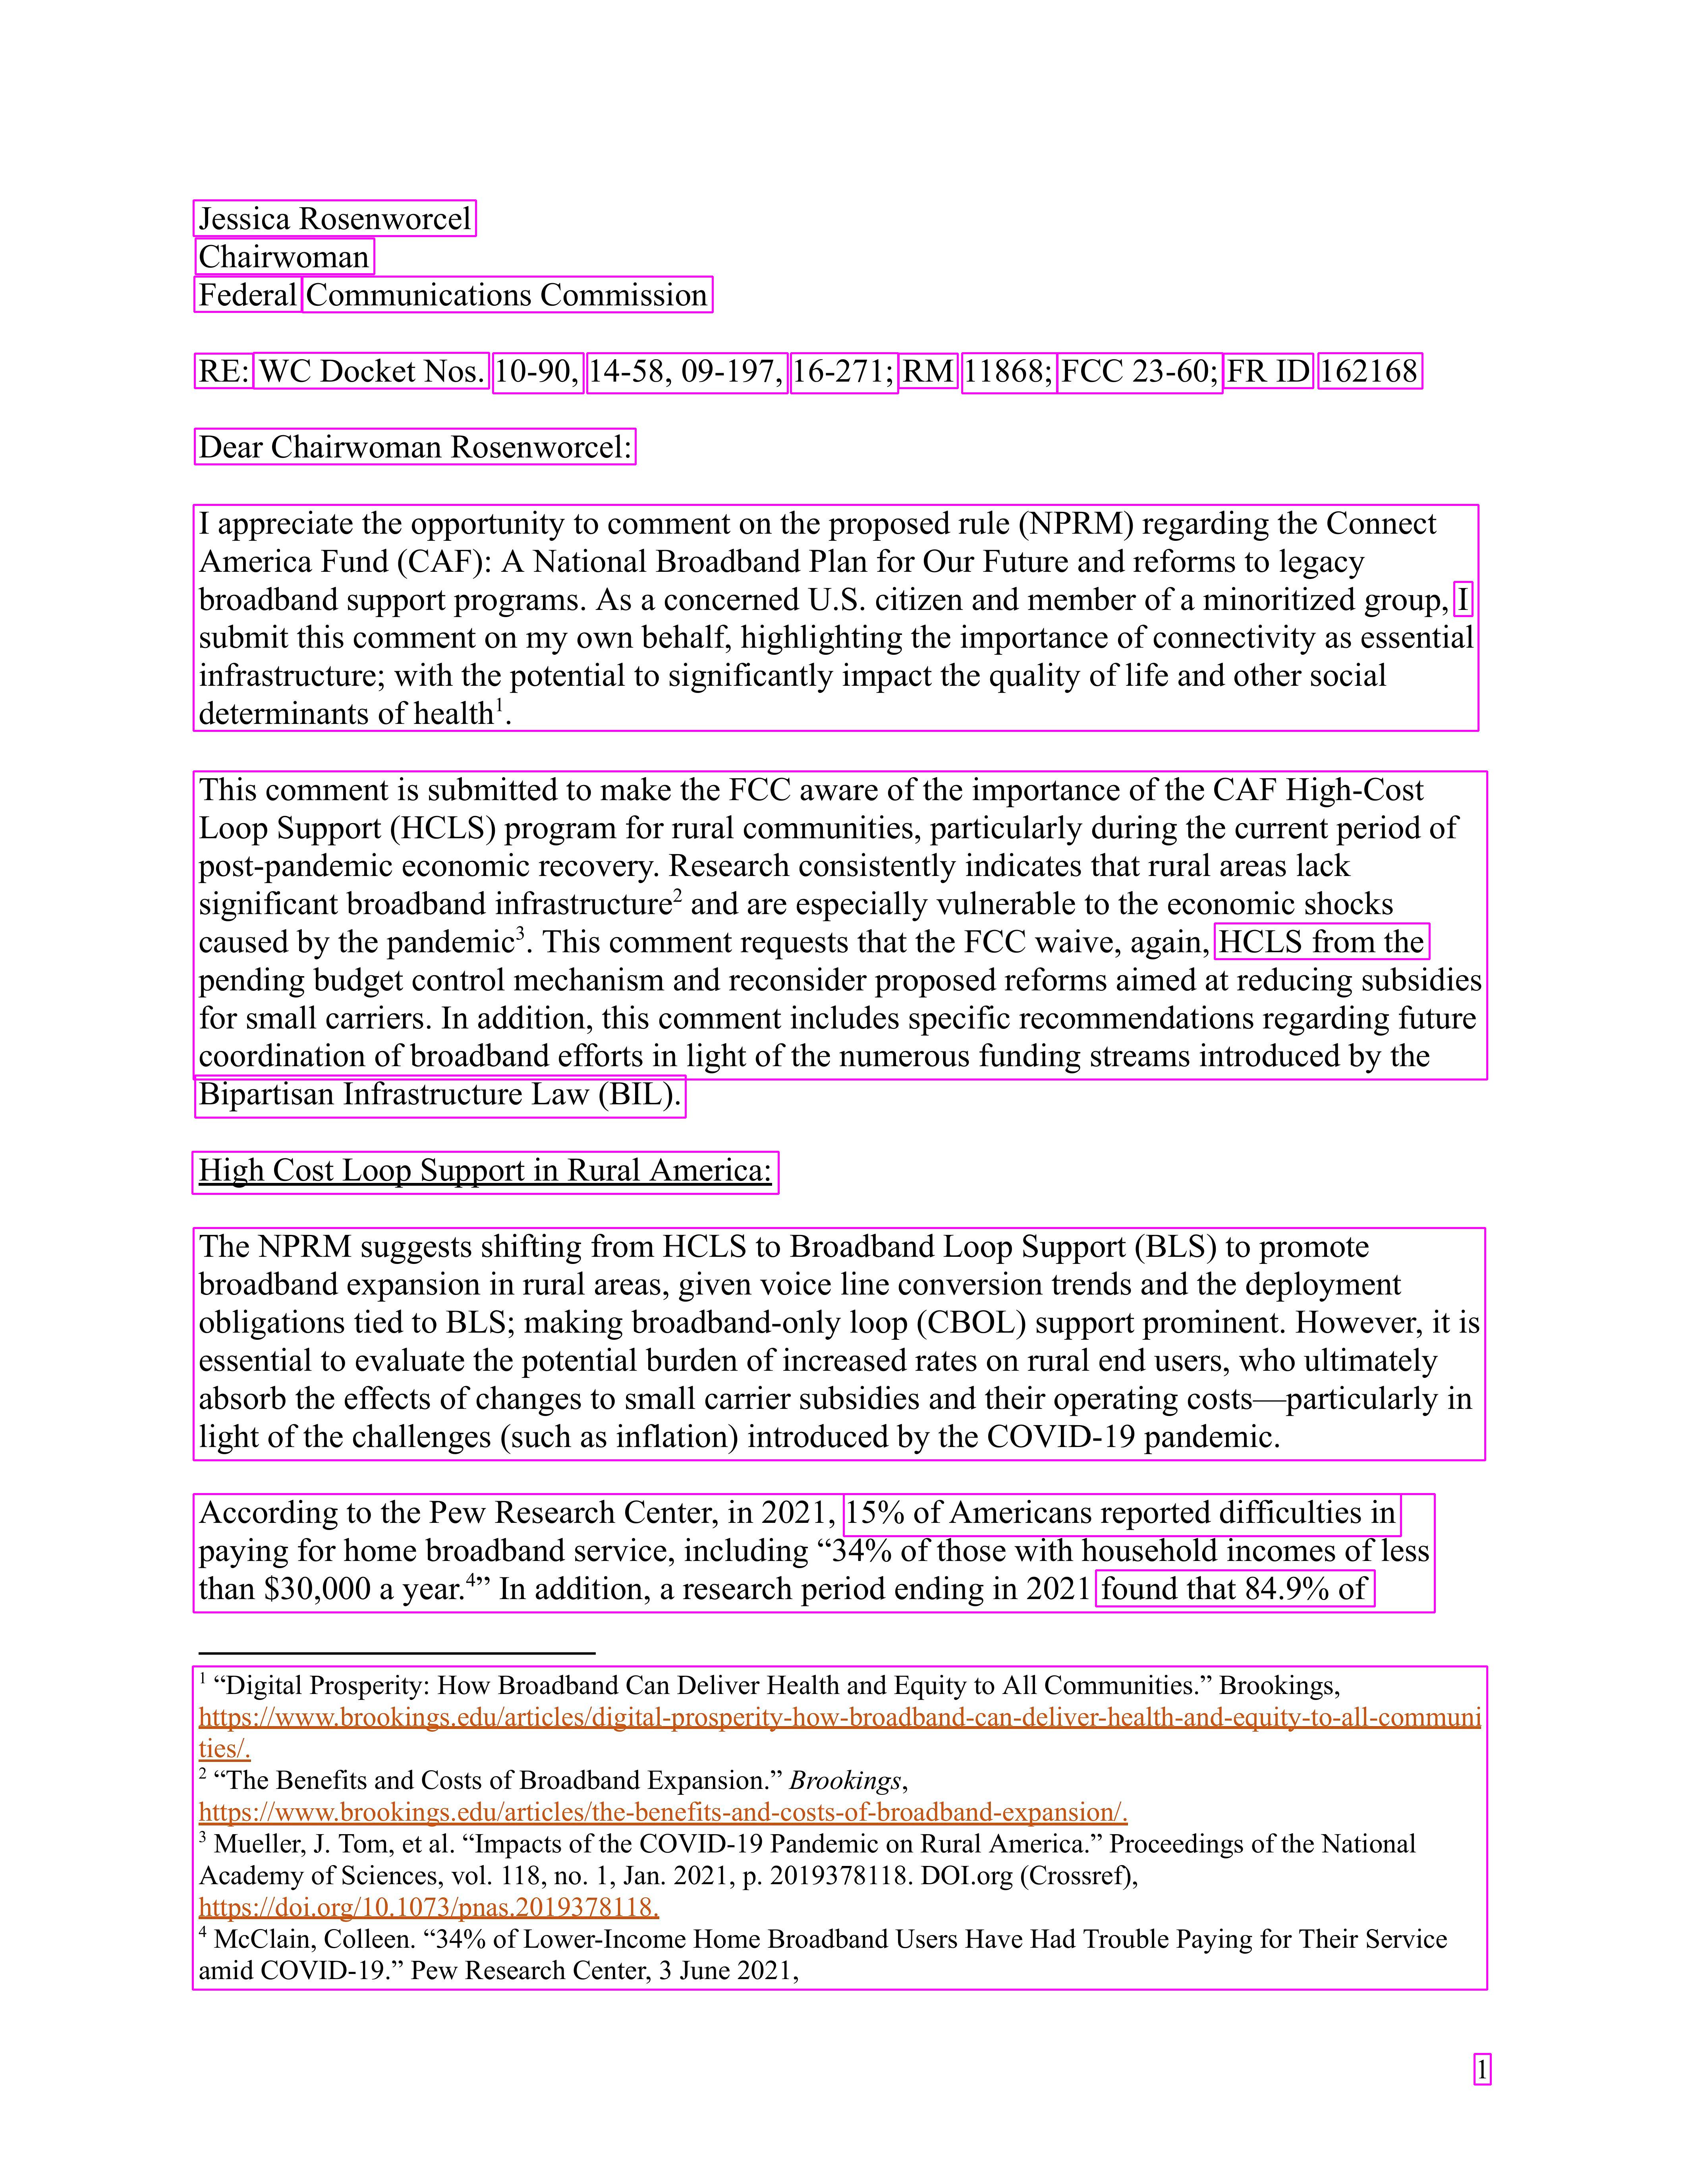 Jessica Rosenworcel
Chairwoman
Federal Communications Commission
RE: WC Docket Nos. 10-90, 14-58, 09-197, 16-271; RM 11868; FCC 23-60; FR ID 162168
Dear Chairwoman Rosenworcel:
I appreciate the opportunity to comment on the proposed rule (NPRM) regarding the Connect
America Fund (CAF): A National Broadband Plan for Our Future and reforms to legacy
broadband support programs. As a concerned U.S. citizen and member of a minoritized group, I
submit this comment on my own behalf, highlighting the importance of connectivity as essential
infrastructure; with the potential to significantly impact the quality of life and other social
determinants of health¹.
This comment is submitted to make the FCC aware of the importance of the CAF High-Cost
Loop Support (HCLS) program for rural communities, particularly during the current period of
post-pandemic economic recovery. Research consistently indicates that rural areas lack
significant broadband infrastructure² and are especially vulnerable to the economic shocks
caused by the pandemic³. This comment requests that the FCC waive, again, HCLS from the
pending budget control mechanism and reconsider proposed reforms aimed at reducing subsidies
for small carriers. In addition, this comment includes specific recommendations regarding future
coordination of broadband efforts in light of the numerous funding streams introduced by the
Bipartisan Infrastructure Law (BIL).
High Cost Loop Support in Rural America:
The NPRM suggests shifting from HCLS to Broadband Loop Support (BLS) to promote
broadband expansion in rural areas, given voice line conversion trends and the deployment
obligations tied to BLS; making broadband-only loop (CBOL) support prominent. However, it is
essential to evaluate the potential burden of increased rates on rural end users, who ultimately
absorb the effects of changes to small carrier subsidies and their operating costs—particularly in
light of the challenges (such as inflation) introduced by the COVID-19 pandemic.
According to the Pew Research Center, in 2021, 15% of Americans reported difficulties in
paying for home broadband service, including “34% of those with household incomes of less
than $30,000 a year.⁴” In addition, a research period ending in 2021 found that 84.9% of
¹ “Digital Prosperity: How Broadband Can Deliver Health and Equity to All Communities.” Brookings,
https://www.brookings.edu/articles/digital-prosperity-how-broadband-can-deliver-health-and-equity-to-all-communi
ties/.
² “The Benefits and Costs of Broadband Expansion.” Brookings,
https://www.brookings.edu/articles/the-benefits-and-costs-of-broadband-expansion/.
³ Mueller, J. Tom, et al. “Impacts of the COVID-19 Pandemic on Rural America.” Proceedings of the National
Academy of Sciences, vol. 118, no. 1, Jan. 2021, p. 2019378118. DOI.org (Crossref),
https://doi.org/10.1073/pnas.2019378118.
⁴ McClain, Colleen. “34% of Lower-Income Home Broadband Users Have Had Trouble Paying for Their Service
amid COVID-19.” Pew Research Center, 3 June 2021,
1